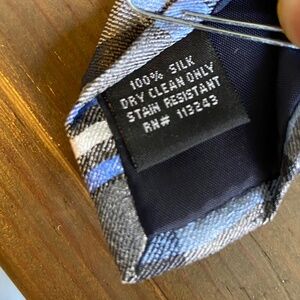 100% SILK
DRY CLEAN ONLY
STAIN RESISTANT
RN# 113243